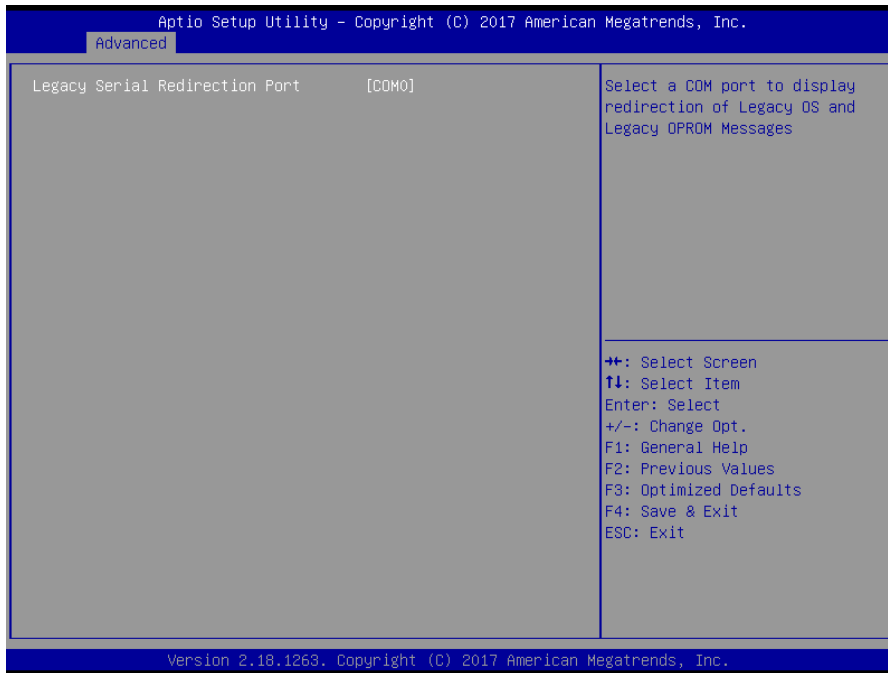 Aptio Setup Utility – Copyright (C) 2017 American Megatrends, Inc.
Advanced
Legacy Serial Redirection Port [COM0]
Select a COM port to display
redirection of Legacy OS and
Legacy OPROM Messages
→←: Select Screen
↑↓: Select Item
Enter: Select
+/-: Change Opt.
F1: General Help
F2: Previous Values
F3: Optimized Defaults
F4: Save & Exit
ESC: Exit
Version 2.18.1263. Copyright (C) 2017 American Megatrends, Inc.